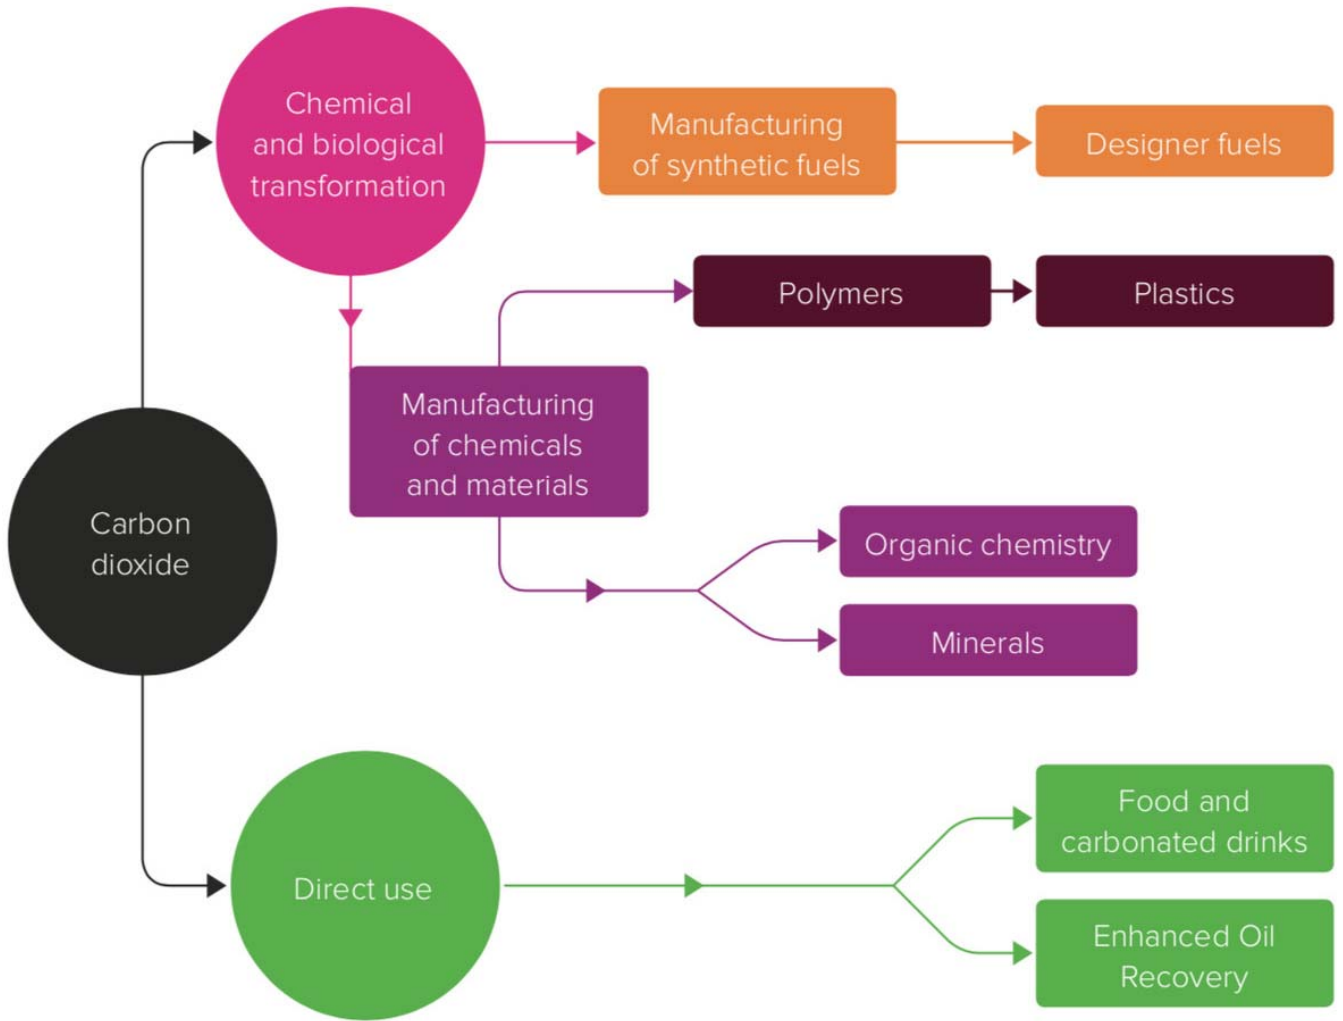 Chemical
and biological
transformation
Manufacturing
of synthetic fuels
Designer fuels
Polymers
Plastics
Manufacturing
of chemicals
and materials
Carbon
dioxide
Organic chemistry
Minerals
Direct use
Food and
carbonated drinks
Enhanced Oil
Recovery